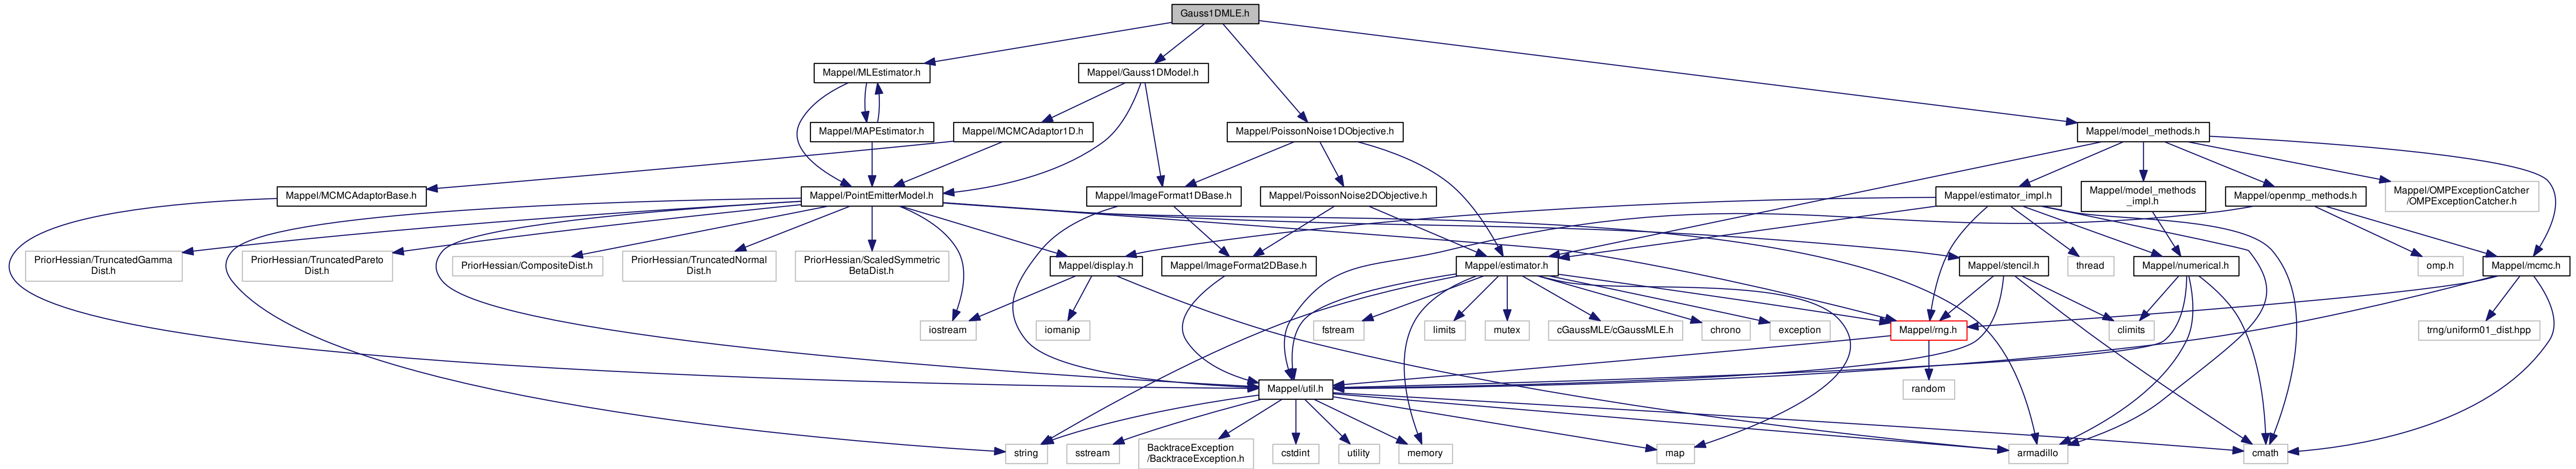 Gauss1DMLE.h
Mappel/MLEstimator.h
Mappel/Gauss1DModel.h
Mappel/MAPEstimator.h
Mappel/MCMCAdaptor1D.h
Mappel/PoissonNoise1DObjective.h
Mappel/model_methods.h
Mappel/MCMCAdaptorBase.h
Mappel/PointEmitterModel.h
Mappel/ImageFormat1DBase.h
Mappel/PoissonNoise2DObjective.h
Mappel/estimator_impl.h
Mappel/model_methods
_impl.h
Mappel/openmp_methods.h
Mappel/OMPExceptionCatcher
/OMPExceptionCatcher.h
PriorHessian/TruncatedGamma
Dist.h
PriorHessian/TruncatedPareto
Dist.h
PriorHessian/CompositeDist.h
PriorHessian/TruncatedNormal
Dist.h
PriorHessian/ScaledSymmetric
BetaDist.h
Mappel/display.h
Mappel/ImageFormat2DBase.h
Mappel/estimator.h
Mappel/stencil.h
thread
Mappel/numerical.h
omp.h
Mappel/mcmc.h
iostream
iomanip
fstream
limits
mutex
cGaussMLE/cGaussMLE.h
chrono
exception
Mappel/rng.h
climits
trng/uniform01_dist.hpp
Mappel/util.h
random
string
sstream
BacktraceException
/BacktraceException.h
cstdint
utility
memory
map
armadillo
cmath